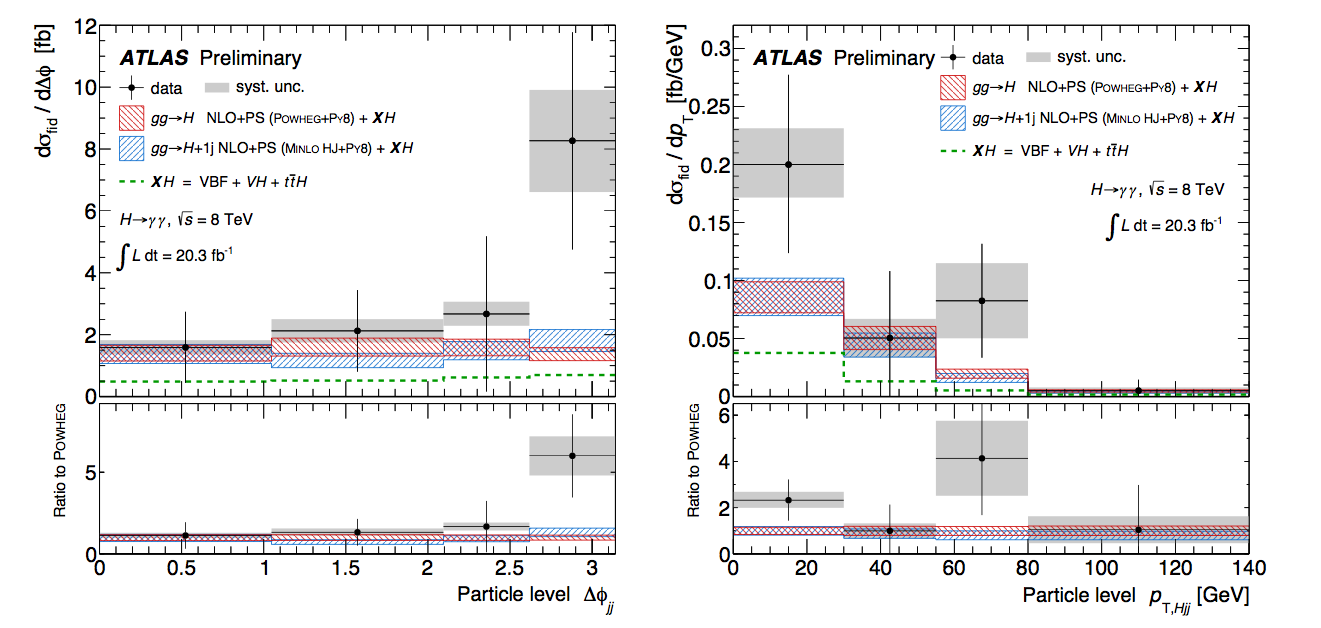 dσfid / dΔϕ [fb]
12
10
8
6
4
2
0
ATLAS Preliminary
data syst. unc.
gg→H NLO+PS (POWHEG+PY8) + XH
gg→H+1j NLO+PS (MINLO HJ+PY8) + XH
XH = VBF + VH + tt̄H
H→γγ, √s = 8 TeV
∫ L dt = 20.3 fb-1
Ratio to POWHEG
5
0
0 0.5 1 1.5 2 2.5 3
Particle level Δϕjj
dσfid / dpT [fb/GeV]
0.3
0.25
0.2
0.15
0.1
0.05
0
ATLAS Preliminary
data syst. unc.
gg→H NLO+PS (POWHEG+PY8) + XH
gg→H+1j NLO+PS (MINLO HJ+PY8) + XH
XH = VBF + VH + tt̄H
H→γγ, √s = 8 TeV
∫ L dt = 20.3 fb-1
Ratio to POWHEG
6
4
2
0
0 20 40 60 80 100 120 140
Particle level pT,Hjj [GeV]